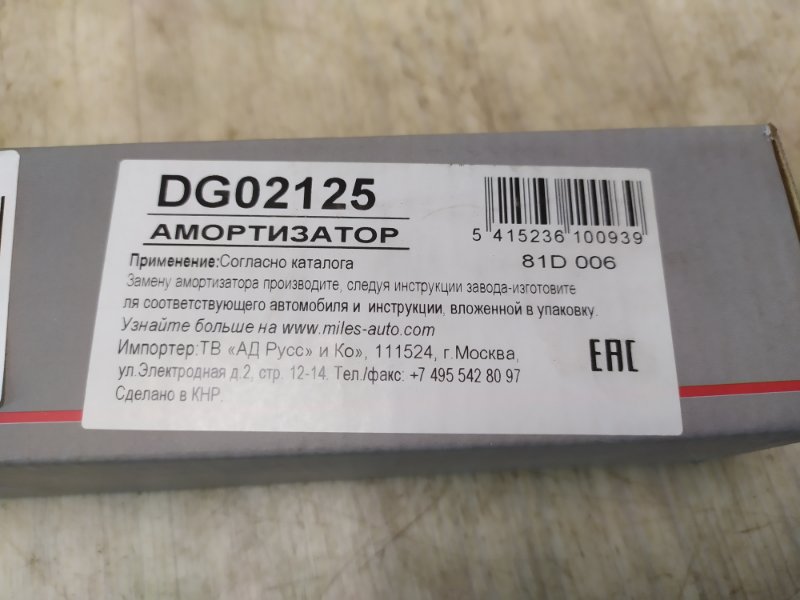 DG02125
АМОРТИЗАТОР
5 415236 100939
81D 006
Применение:Согласно каталога
Замену амортизатора производите, следуя инструкции завода-изготовите
ля соответствующего автомобиля и инструкции, вложенной в упаковку.
Узнайте больше на www.miles-auto.com
Импортер:ТВ «АД Русс» и Ко», 111524, г.Москва,
ул.Электродная д.2, стр. 12-14. Тел./факс: +7 495 542 80 97
Сделано в КНР.
EAC